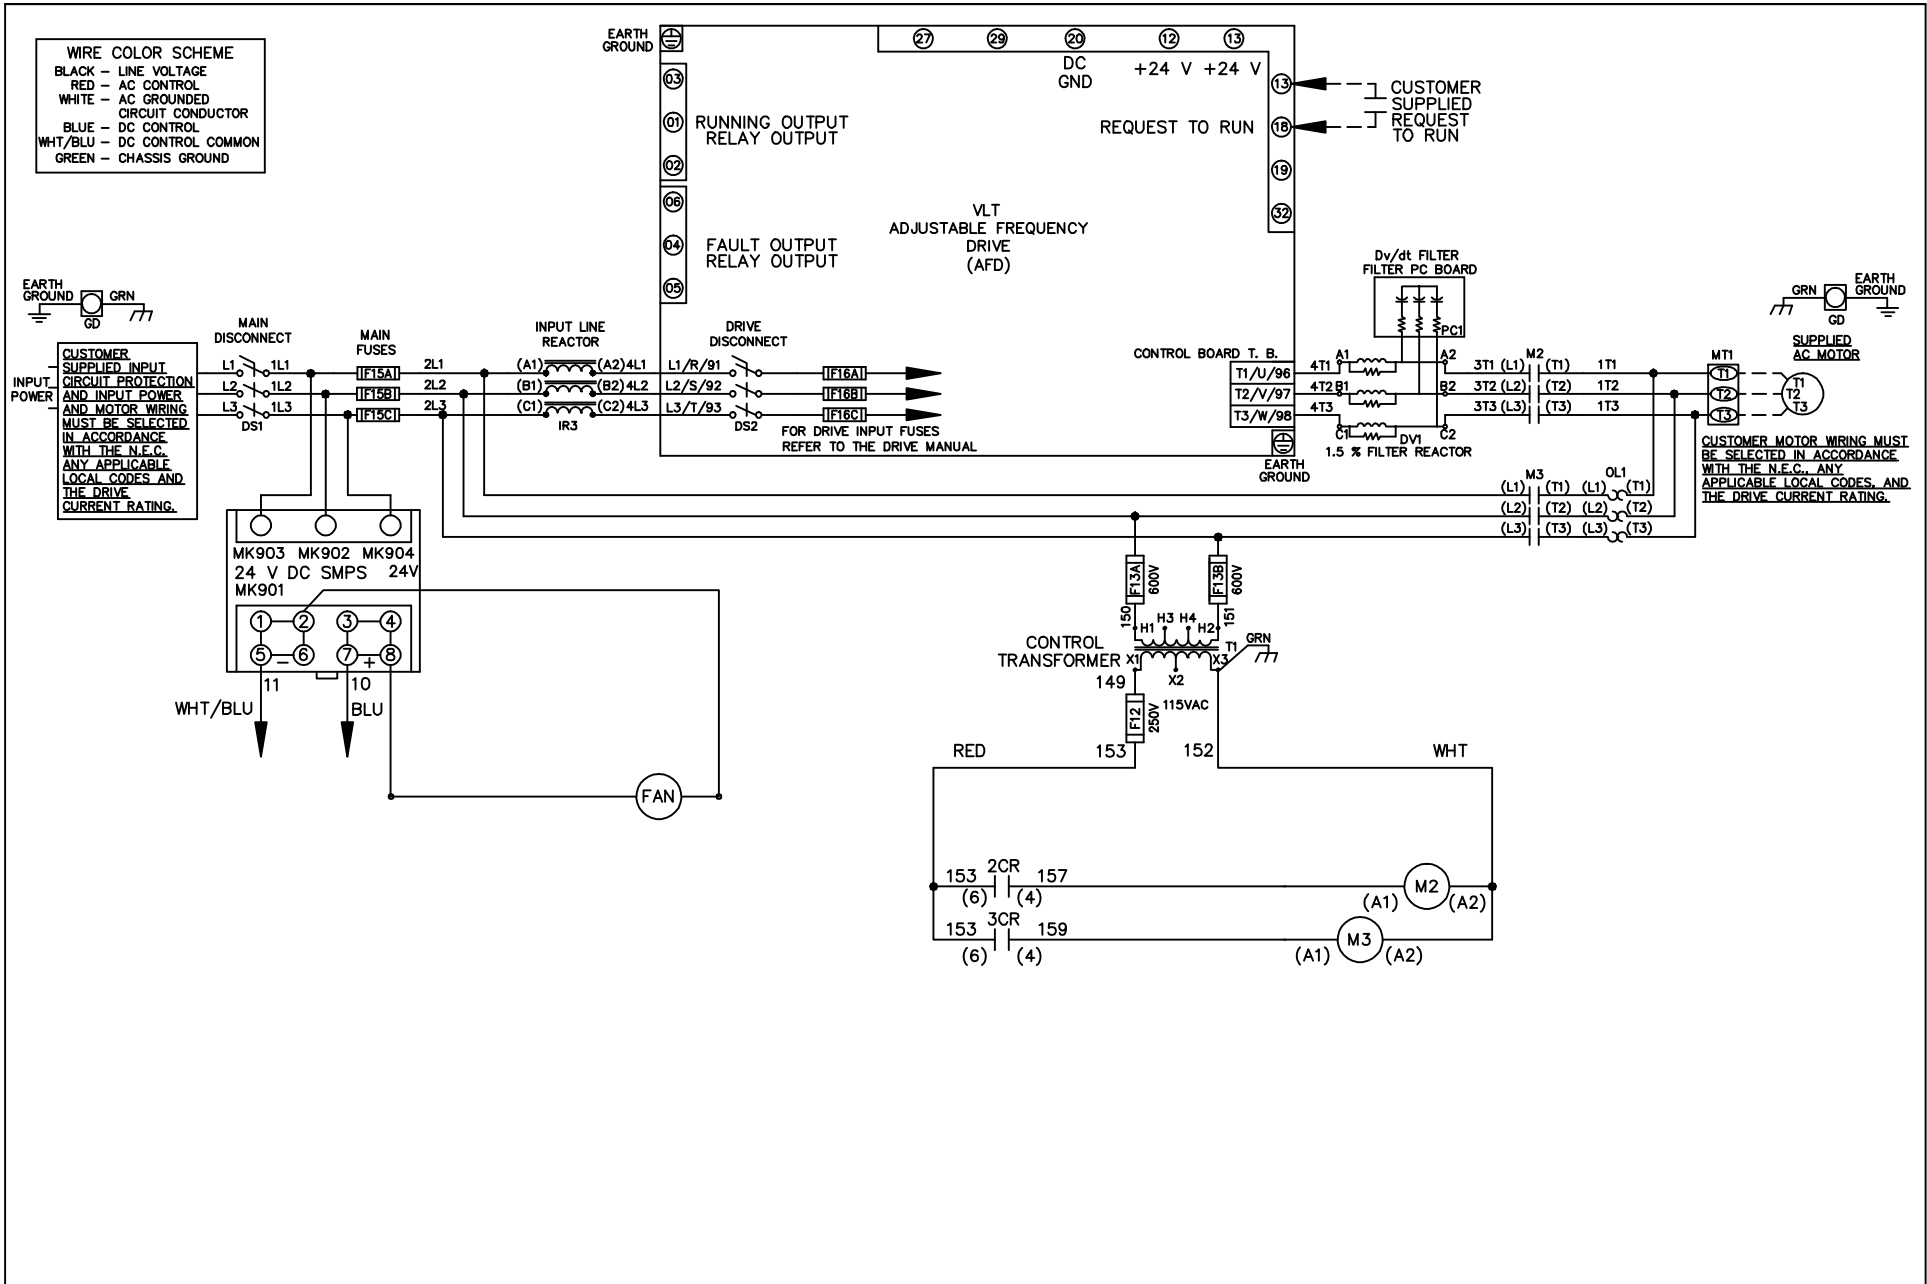 WIRE COLOR SCHEME
BLACK – LINE VOLTAGE
RED – AC CONTROL
WHITE – AC GROUNDED
CIRCUIT CONDUCTOR
BLUE – DC CONTROL
WHT/BLU – DC CONTROL COMMON
GREEN – CHASSIS GROUND
EARTH
GROUND
27 29 20 12 13
DC
GND
+24 V +24 V
03
01
02
RUNNING OUTPUT
RELAY OUTPUT
06
04
05
FAULT OUTPUT
RELAY OUTPUT
VLT
ADJUSTABLE FREQUENCY
DRIVE
(AFD)
REQUEST TO RUN
13
18
19
32
CUSTOMER
SUPPLIED
REQUEST
TO RUN
EARTH
GROUND
GRN
GD
INPUT
POWER
CUSTOMER
SUPPLIED INPUT
CIRCUIT PROTECTION
AND INPUT POWER
AND MOTOR WIRING
MUST BE SELECTED
IN ACCORDANCE
WITH THE N.E.C.
ANY APPLICABLE
LOCAL CODES AND
THE DRIVE
CURRENT RATING.
MAIN
DISCONNECT
L1 1L1
L2 1L2
L3 1L3
DS1
MAIN
FUSES
F15A
F15B
F15C
2L1
2L2
2L3
INPUT LINE
REACTOR
(A1) (A2) 4L1
(B1) (B2) 4L2
(C1) (C2) 4L3
IR3
DRIVE
DISCONNECT
L1/R/91
L2/S/92
L3/T/93
DS2
F16A
F16B
F16C
FOR DRIVE INPUT FUSES
REFER TO THE DRIVE MANUAL
CONTROL BOARD T. B.
T1/U/96
T2/V/97
T3/W/98
EARTH
GROUND
Dv/dt FILTER
FILTER PC BOARD
PC1
4T1 A1 A2
4T2 B1 B2
4T3 C1 C2
DV1
1.5 % FILTER REACTOR
M2
3T1 (L1) (T1) 1T1
3T2 (L2) (T2) 1T2
3T3 (L3) (T3) 1T3
MT1
T1
T2
T3
GRN
EARTH
GROUND
GD
SUPPLIED
AC MOTOR
T1
T2
T3
CUSTOMER MOTOR WIRING MUST
BE SELECTED IN ACCORDANCE
WITH THE N.E.C., ANY
APPLICABLE LOCAL CODES, AND
THE DRIVE CURRENT RATING.
M3 OL1
(L1) (T1) (L1) (T1)
(L2) (T2) (L2) (T2)
(L3) (T3) (L3) (T3)
MK903 MK902 MK904
24 V DC SMPS 24V
MK901
1 2 3 4
5 – 6 7 + 8
11 10
WHT/BLU
BLU
FAN
F13A
600V
F13B
600V
150
151
H1 H3 H4 H2
CONTROL
TRANSFORMER
T1
GRN
X1 X2 X3
149
F12
250V
115VAC
RED
153
152
WHT
153 2CR 157
(6) (4)
M2
(A1) (A2)
153 3CR 159
(6) (4)
M3
(A1) (A2)